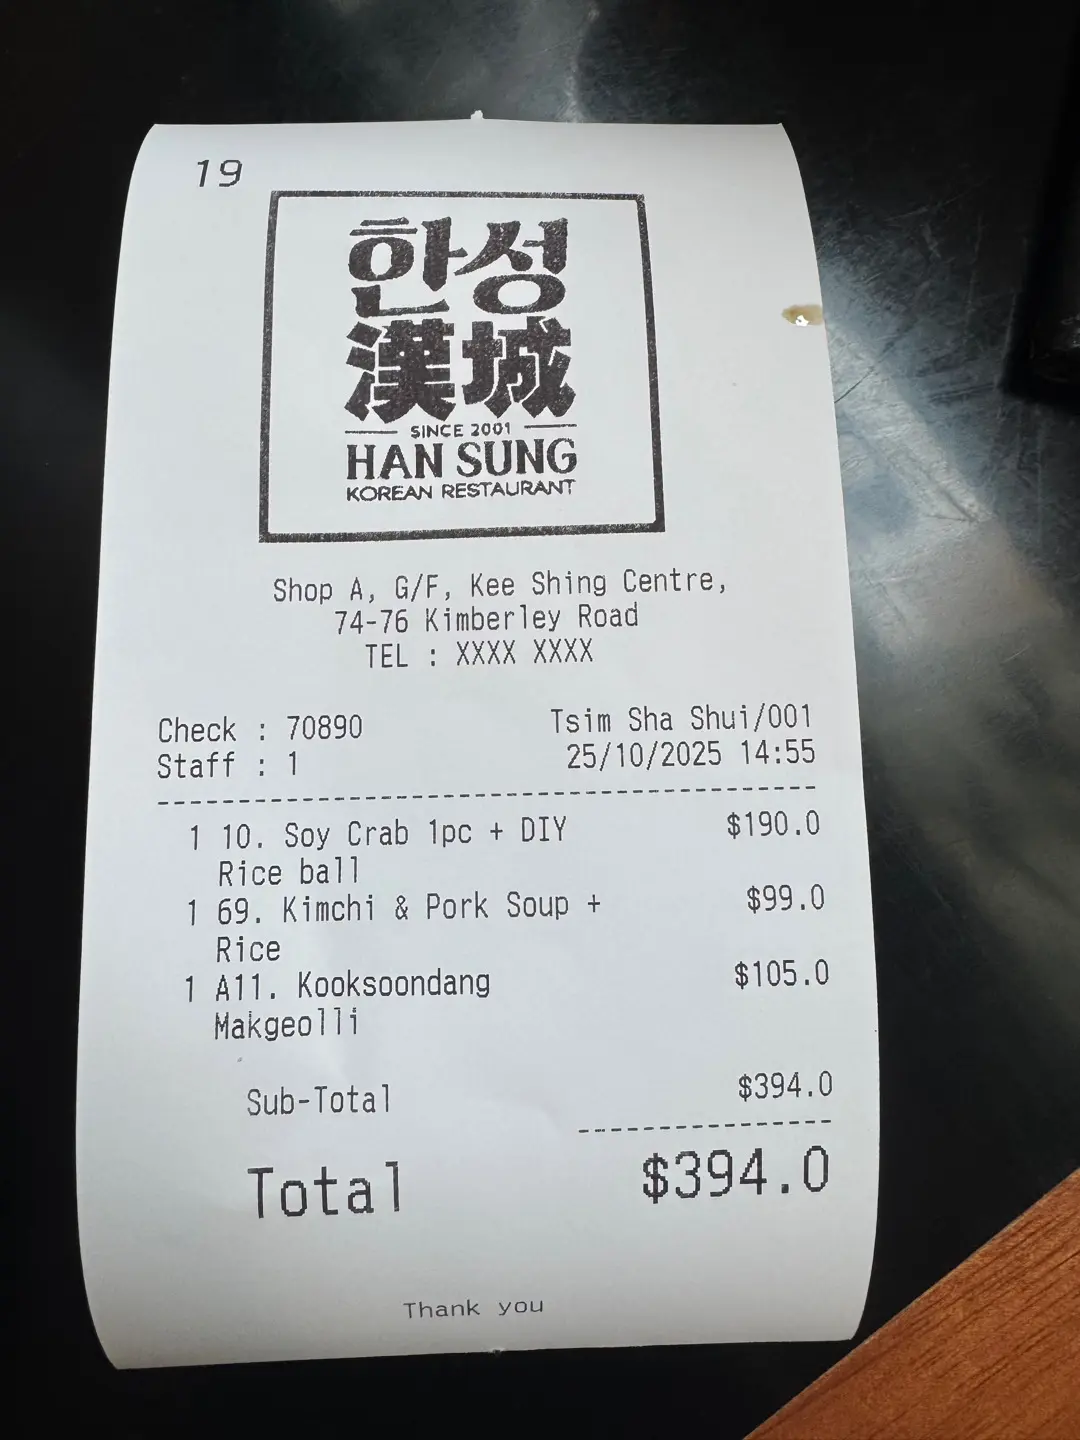 19
한성
漢城
SINCE 2001
HAN SUNG
KOREAN RESTAURANT
Shop A, G/F, Kee Shing Centre,
74-76 Kimberley Road
TEL : XXXX XXXX
Check : 70890 Tsim Sha Shui/001
Staff : 1 25/10/2025 14:55
1 10. Soy Crab 1pc + DIY $190.0
Rice ball
1 69. Kimchi & Pork Soup + $99.0
Rice
1 A11. Kooksoondang $105.0
Makgeolli
Sub-Total $394.0
Total $394.0
Thank you